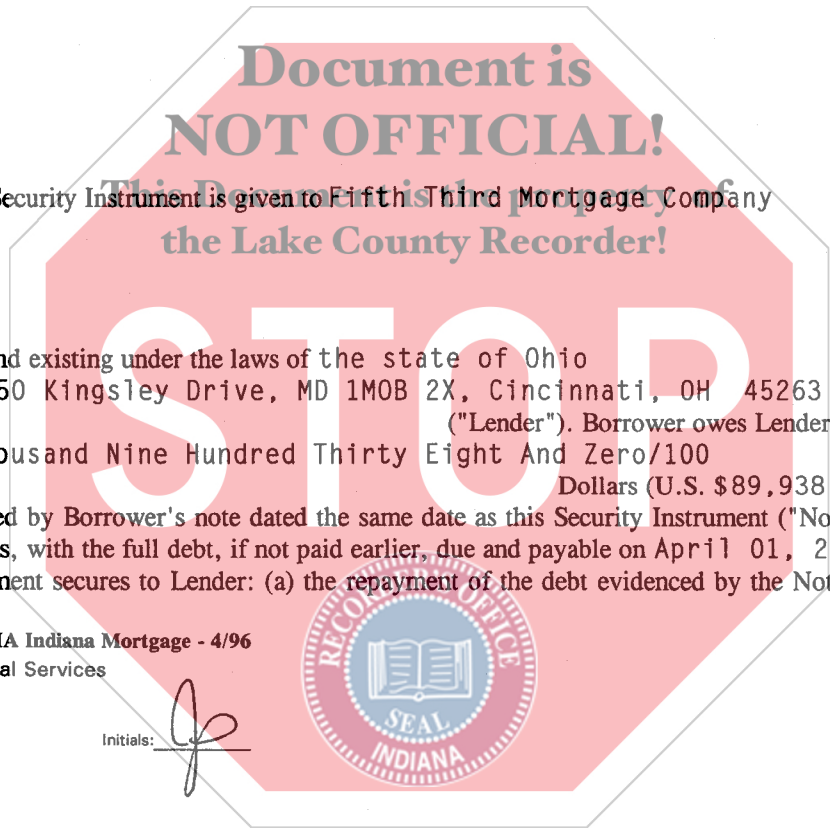 Document is
NOT OFFICIAL!
This Document is the property of
the Lake County Recorder!
Security Instrument is given to Fifth Third Mortgage Company
STOP
nd existing under the laws of the state of Ohio
50 Kingsley Drive, MD 1MOB 2X, Cincinnati, OH 45263
("Lender"). Borrower owes Lender
ousand Nine Hundred Thirty Eight And Zero/100
Dollars (U.S. $89,938
ed by Borrower's note dated the same date as this Security Instrument ("No
s, with the full debt, if not paid earlier, due and payable on April 01, 2
ment secures to Lender: (a) the repayment of the debt evidenced by the Not
IA Indiana Mortgage - 4/96
al Services
Initials:
RECORDER'S OFFICE
SEAL
INDIANA